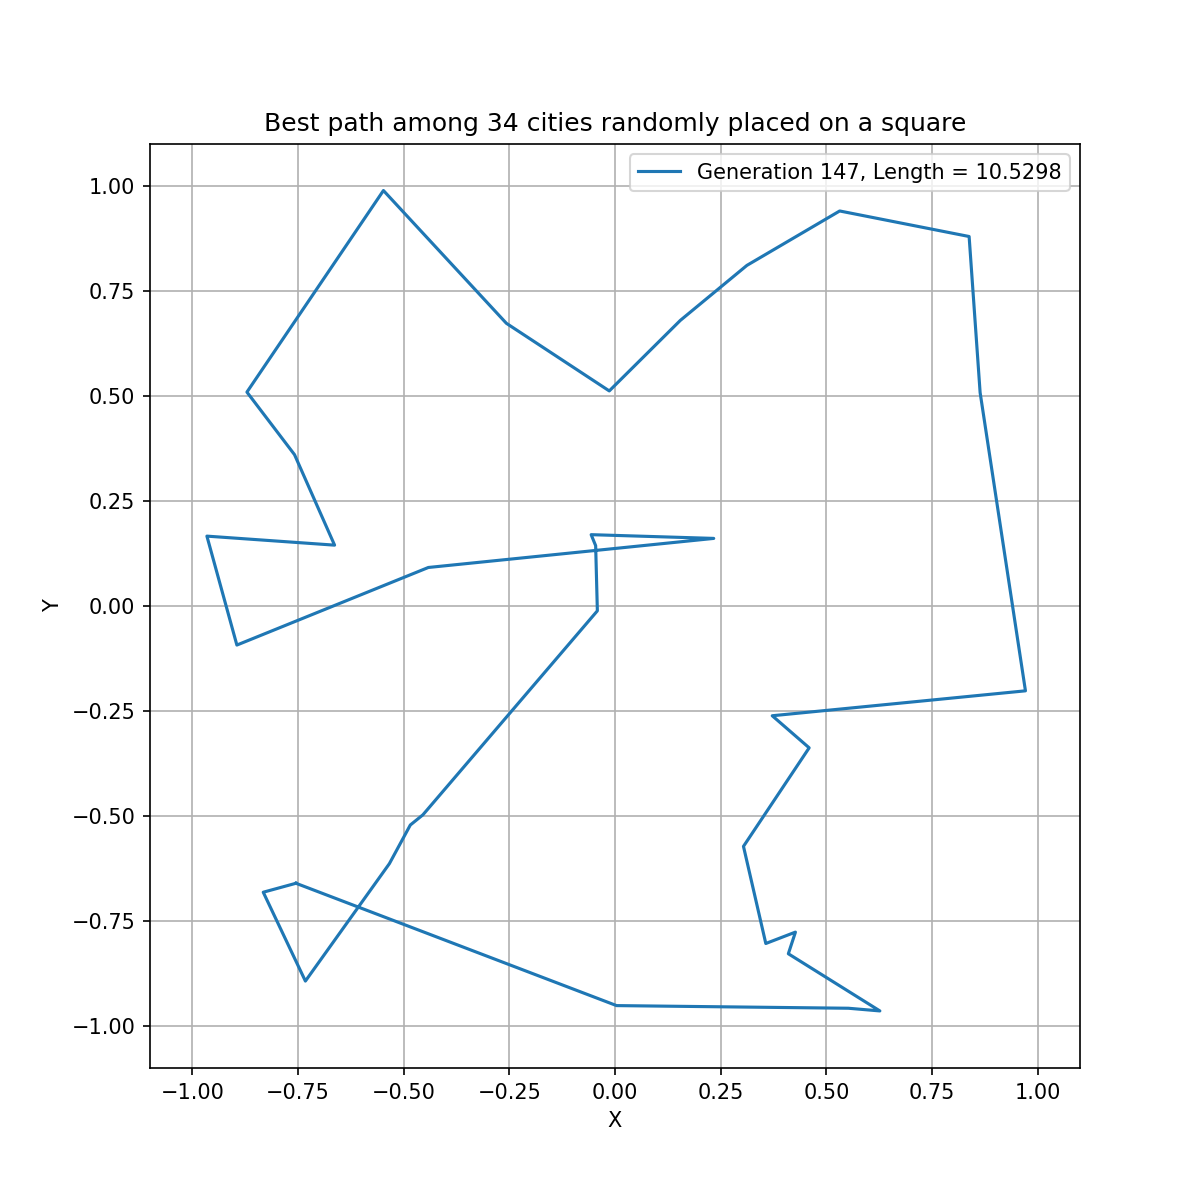 Best path among 34 cities randomly placed on a square
Generation 147, Length = 10.5298
1.00
0.75
0.50
0.25
0.00
−0.25
−0.50
−0.75
−1.00
Y
−1.00 −0.75 −0.50 −0.25 0.00 0.25 0.50 0.75 1.00
X